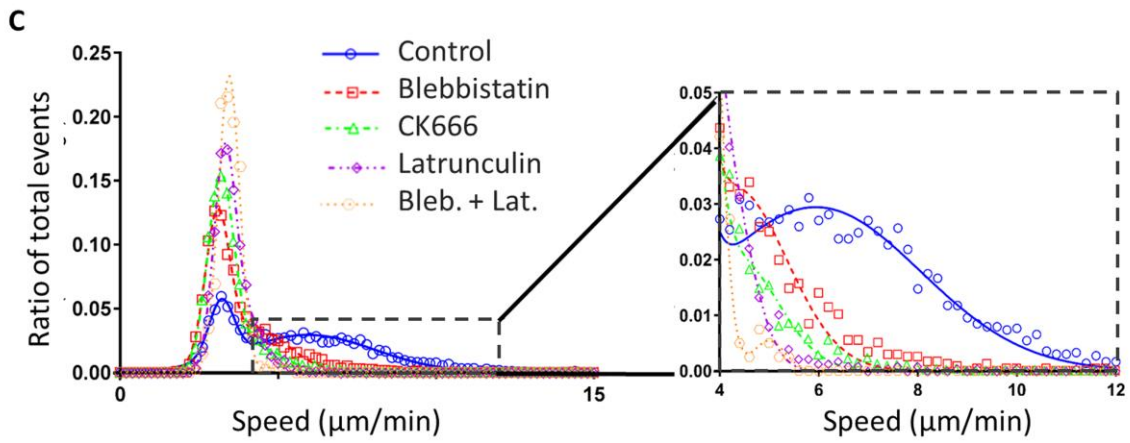 C
0.25
0.20
0.15
0.10
0.05
0.00
Ratio of total events
0
15
Speed (µm/min)
Control
Blebbistatin
CK666
Latrunculin
Bleb. + Lat.
0.05
0.04
0.03
0.02
0.01
0.00
4
6
8
10
12
Speed (µm/min)